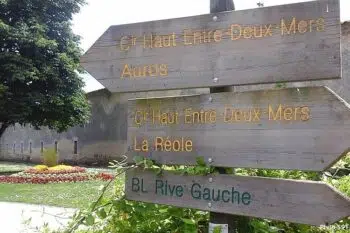 Ct Haut Entre-Deux-Mers
Auros
Ct Haut Entre Deux-Mers
La Réole
BL Rive Gauche